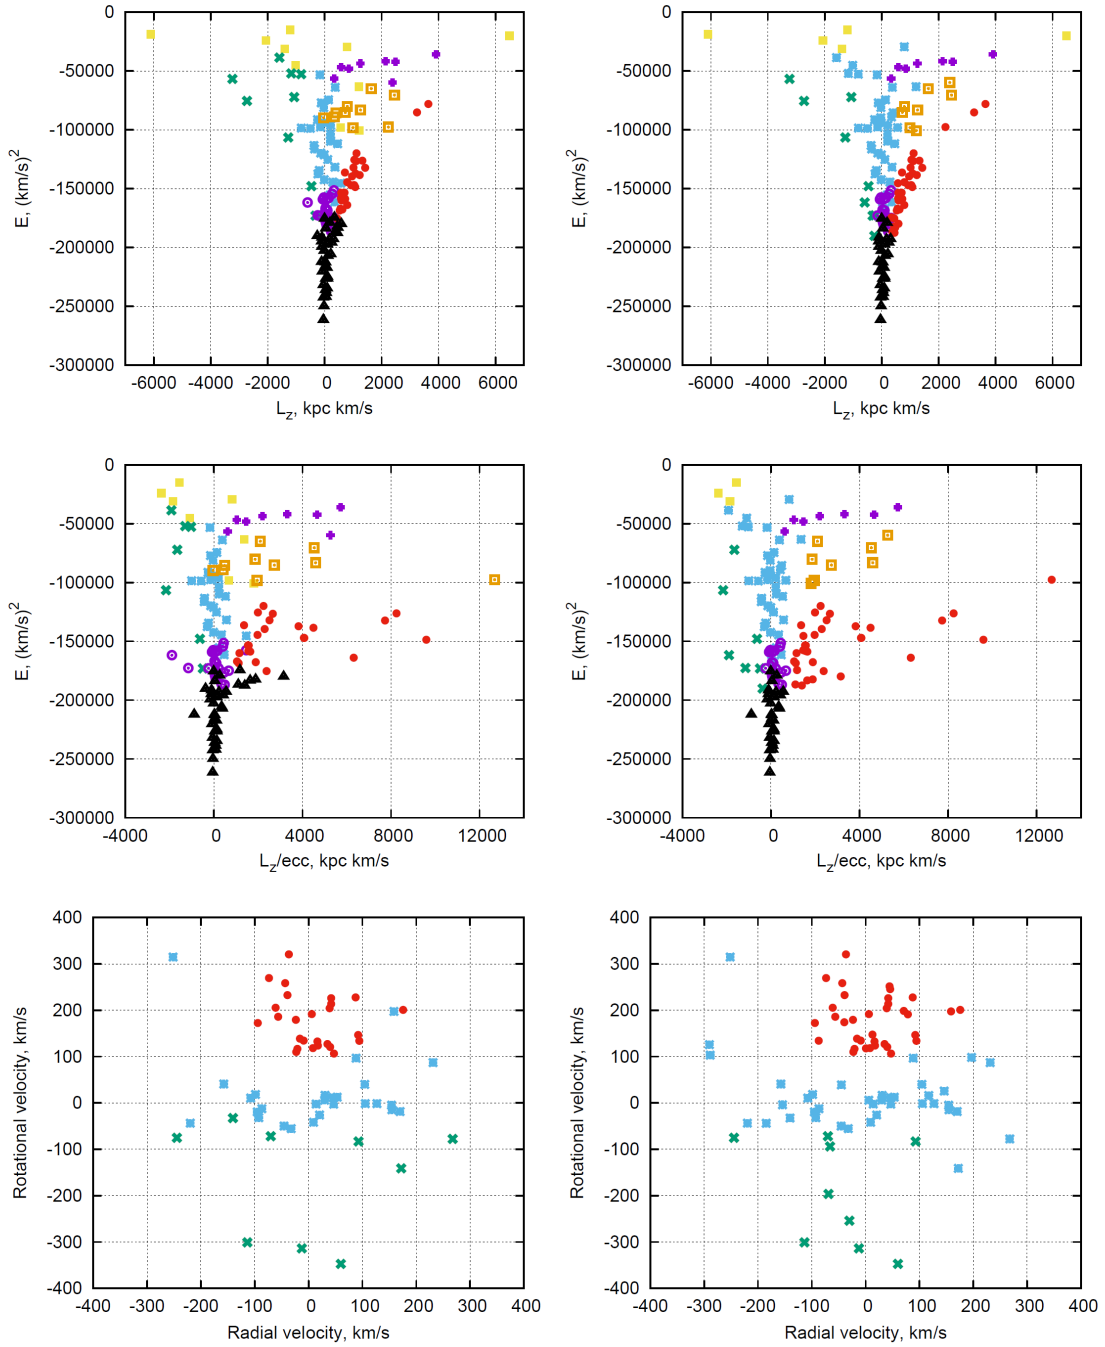 0
-50000
-100000
-150000
-200000
-250000
-300000
E, (km/s)2
-6000 -4000 -2000 0 2000 4000 6000
Lz, kpc km/s
0
-50000
-100000
-150000
-200000
-250000
-300000
E, (km/s)2
-6000 -4000 -2000 0 2000 4000 6000
Lz, kpc km/s
0
-50000
-100000
-150000
-200000
-250000
-300000
E, (km/s)2
-4000 0 4000 8000 12000
Lz/ecc, kpc km/s
0
-50000
-100000
-150000
-200000
-250000
-300000
E, (km/s)2
-4000 0 4000 8000 12000
Lz/ecc, kpc km/s
400
300
200
100
0
-100
-200
-300
-400
Rotational velocity, km/s
-400 -300 -200 -100 0 100 200 300 400
Radial velocity, km/s
400
300
200
100
0
-100
-200
-300
-400
Rotational velocity, km/s
-400 -300 -200 -100 0 100 200 300 400
Radial velocity, km/s